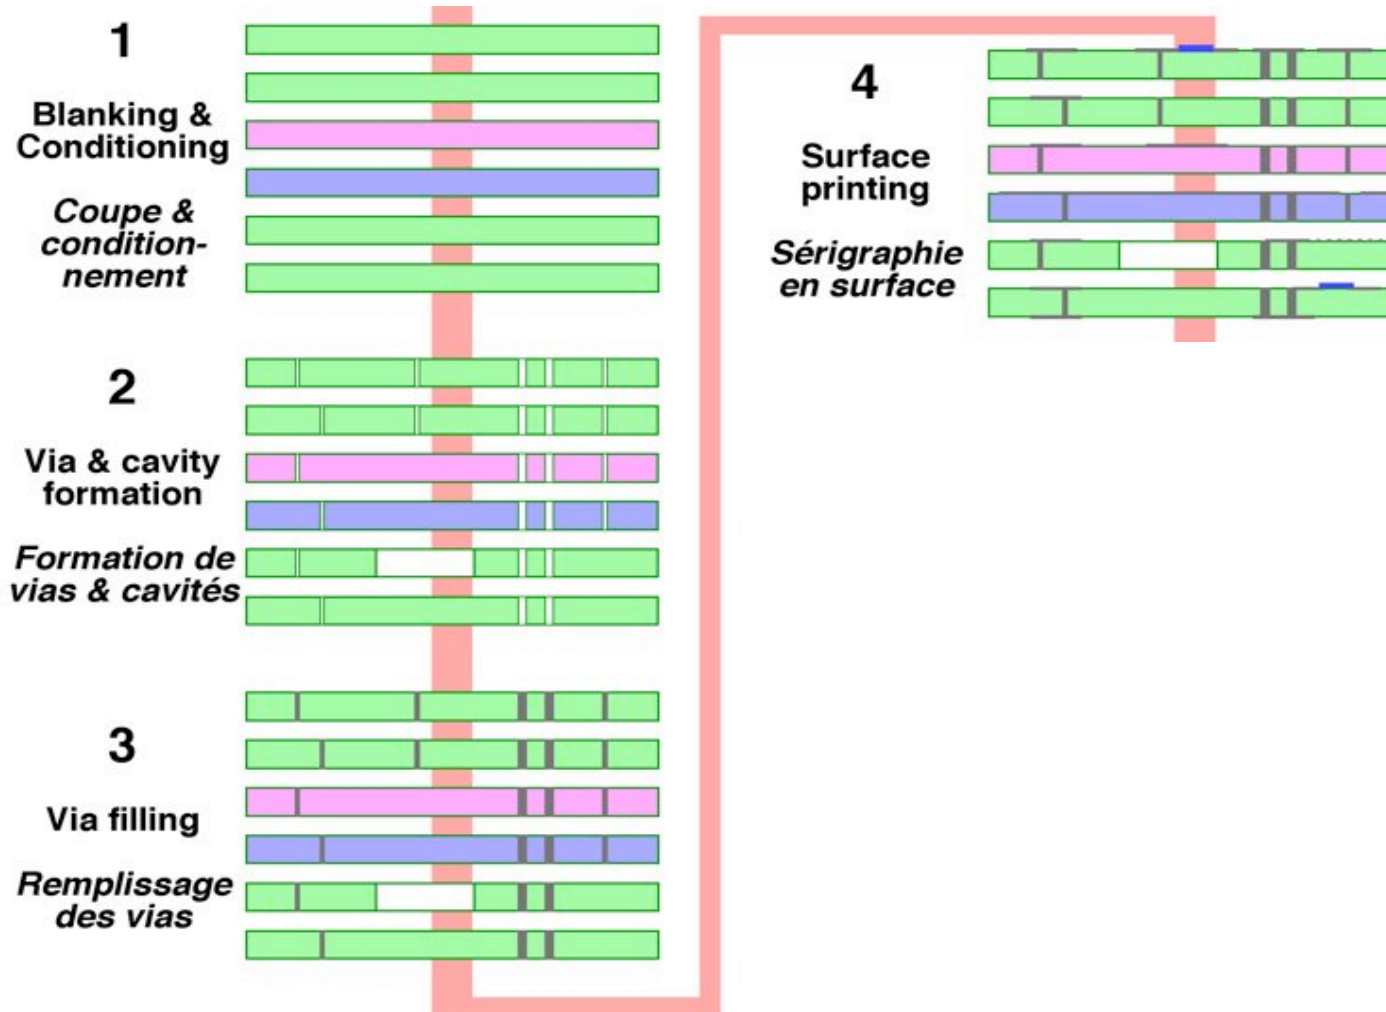 1
Blanking &
Conditioning
Coupe &
condition-
nement
2
Via & cavity
formation
Formation de
vias & cavités
3
Via filling
Remplissage
des vias
4
Surface
printing
Sérigraphie
en surface